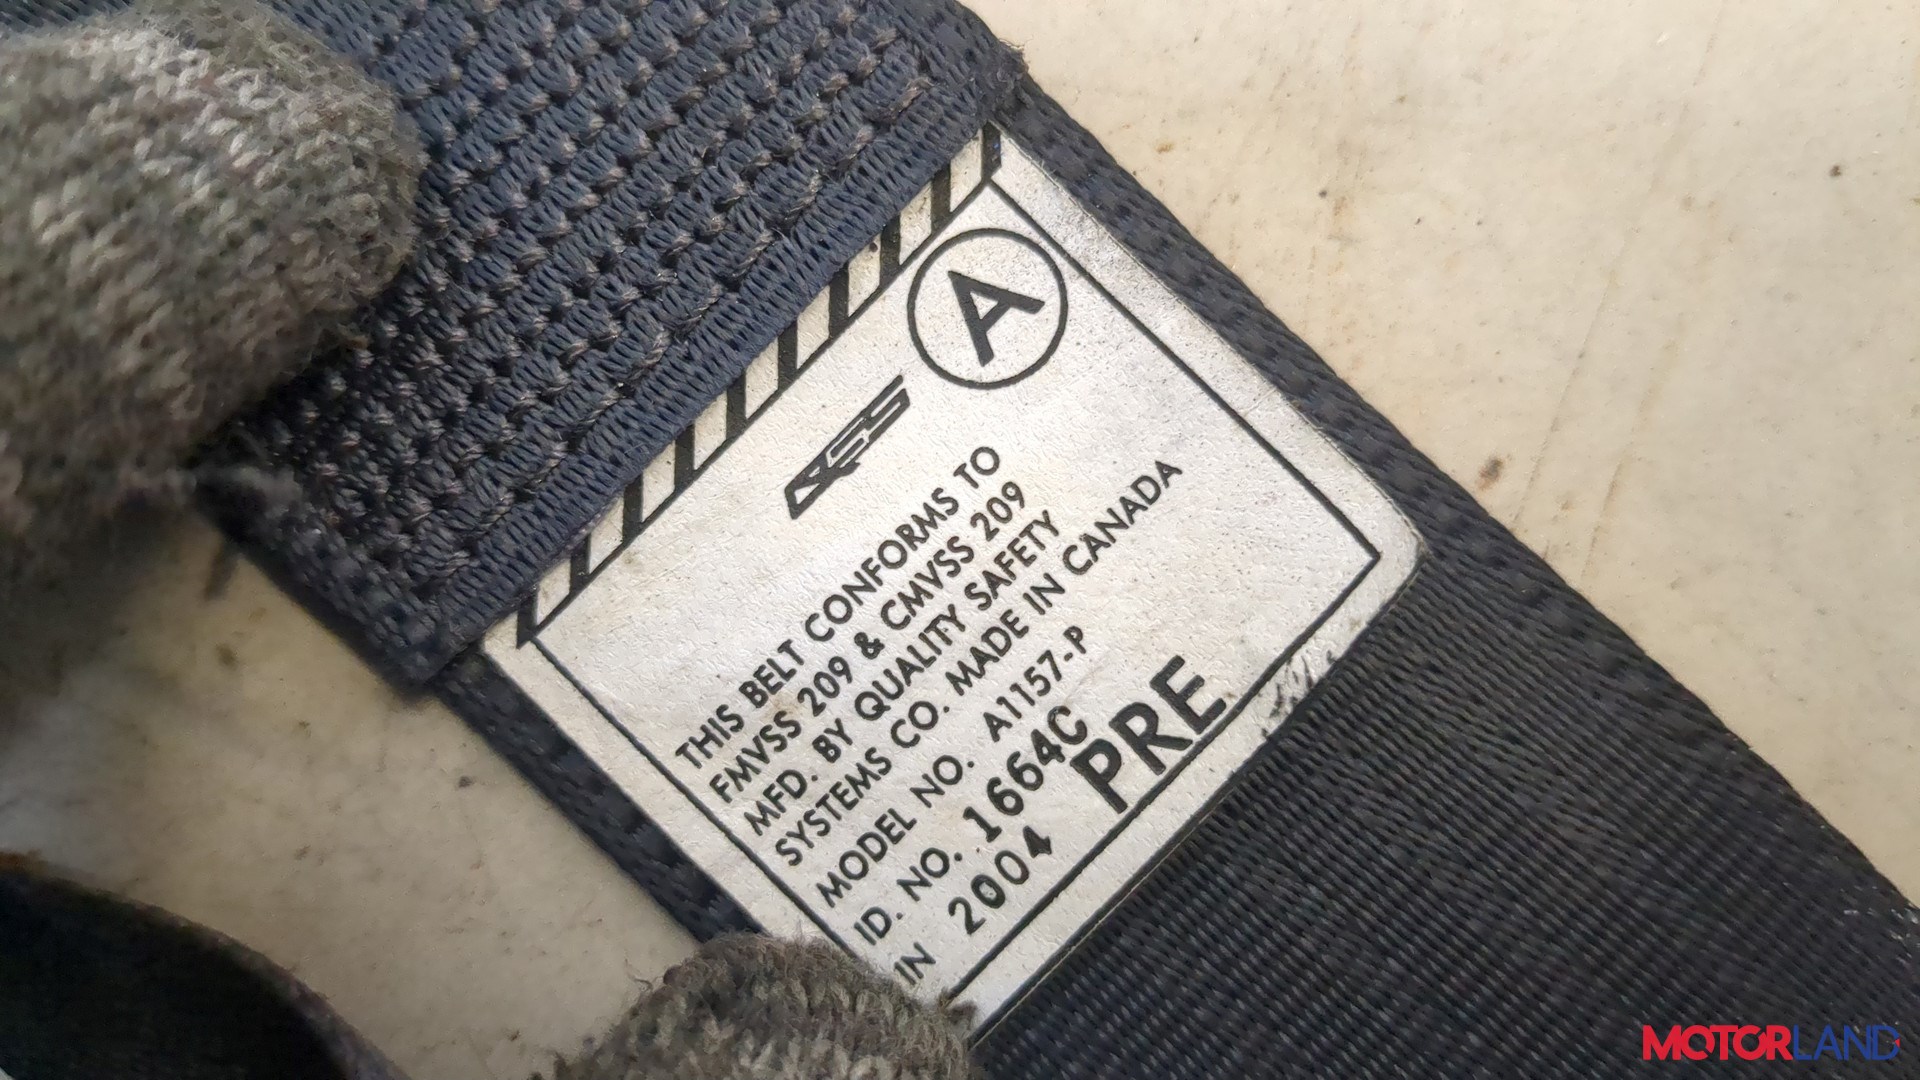 A
QSS
THIS BELT CONFORMS TO
FMVSS 209 & CMVSS 209
MFD. BY QUALITY SAFETY
SYSTEMS CO. MADE IN CANADA
MODEL NO. A1157-P
ID. NO. 1664C
IN 2004 PRE
MOTORLAND